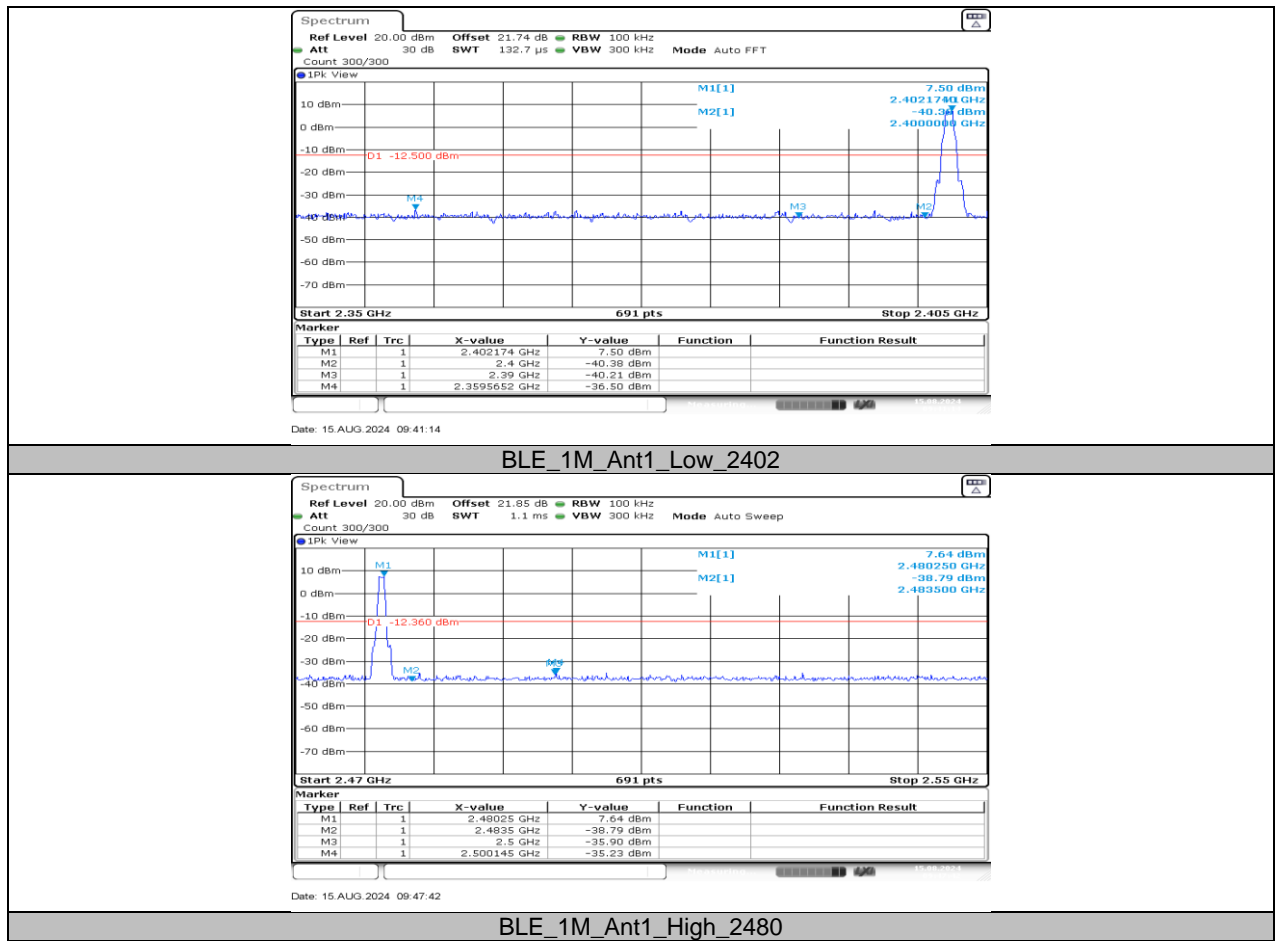 Spectrum
Ref Level 20.00 dBm Offset 21.74 dB RBW 100 kHz
Att 30 dB SWT 132.7 µs VBW 300 kHz Mode Auto FFT
Count 300/300
1Pk View
M1[1] 7.50 dBm
2.4021740 GHz
10 dBm
M2[1] -40.38 dBm
2.4000000 GHz
0 dBm
-10 dBm
D1 -12.500 dBm
-20 dBm
-30 dBm
M4 M3 M2
-40 dBm
-50 dBm
-60 dBm
-70 dBm
Start 2.35 GHz 691 pts Stop 2.405 GHz
Marker
Type Ref Trc X-value Y-value Function Function Result
M1 1 2.402174 GHz 7.50 dBm
M2 1 2.4 GHz -40.38 dBm
M3 1 2.39 GHz -40.21 dBm
M4 1 2.3595652 GHz -36.50 dBm
Measuring 15.08.2024
Date: 15.AUG.2024 09:41:14
BLE_1M_Ant1_Low_2402
Spectrum
Ref Level 20.00 dBm Offset 21.85 dB RBW 100 kHz
Att 30 dB SWT 1.1 ms VBW 300 kHz Mode Auto Sweep
Count 300/300
1Pk View
M1[1] 7.64 dBm
M1 2.480250 GHz
10 dBm
M2[1] -38.79 dBm
2.483500 GHz
0 dBm
-10 dBm
D1 -12.360 dBm
-20 dBm
-30 dBm
M2
-40 dBm
-50 dBm
-60 dBm
-70 dBm
Start 2.47 GHz 691 pts Stop 2.55 GHz
Marker
Type Ref Trc X-value Y-value Function Function Result
M1 1 2.48025 GHz 7.64 dBm
M2 1 2.4835 GHz -38.79 dBm
M3 1 2.5 GHz -35.90 dBm
M4 1 2.500145 GHz -35.23 dBm
Measuring 15.08.2024
Date: 15.AUG.2024 09:47:42
BLE_1M_Ant1_High_2480